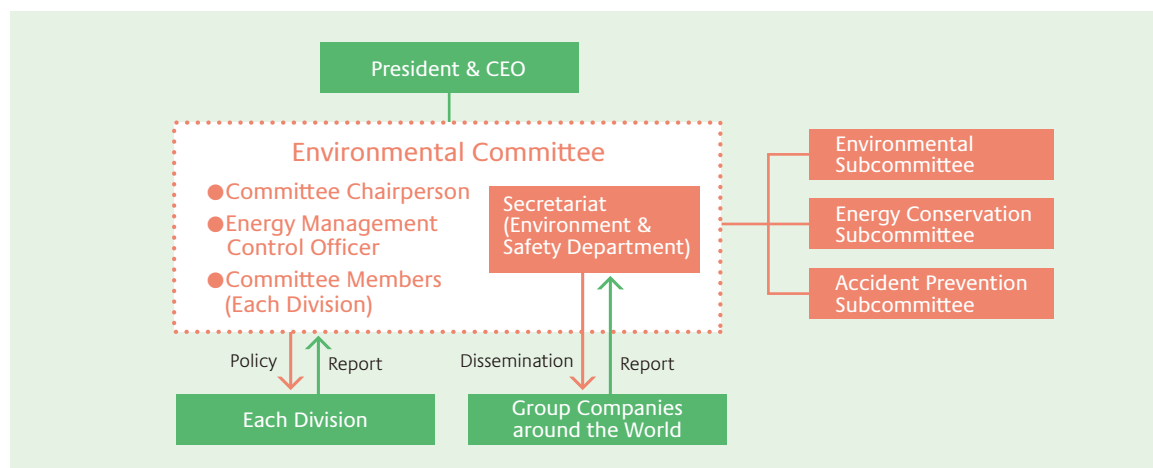 President & CEO
Environmental Committee
●Committee Chairperson
●Energy Management
Control Officer
●Committee Members
(Each Division)
Secretariat
(Environment &
Safety Department)
Environmental
Subcommittee
Energy Conservation
Subcommittee
Accident Prevention
Subcommittee
Policy
Report
Dissemination
Report
Each Division
Group Companies
around the World